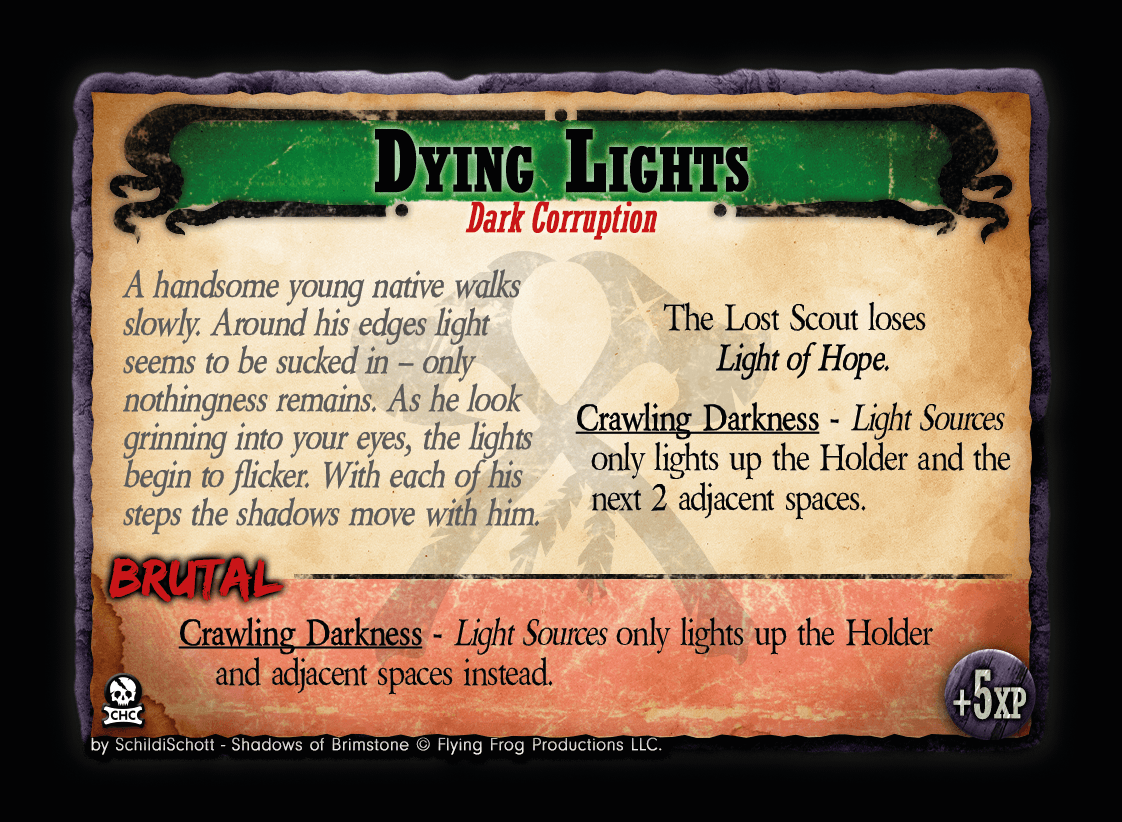 Dying Lights
Dark Corruption
A handsome young native walks
slowly. Around his edges light
seems to be sucked in – only
nothingness remains. As he look
grinning into your eyes, the lights
begin to flicker. With each of his
steps the shadows move with him.
The Lost Scout loses
Light of Hope.
Crawling Darkness - Light Sources
only lights up the Holder and the
next 2 adjacent spaces.
BRUTAL
Crawling Darkness - Light Sources only lights up the Holder
and adjacent spaces instead.
CHC
+5XP
by SchildiSchott - Shadows of Brimstone © Flying Frog Productions LLC.